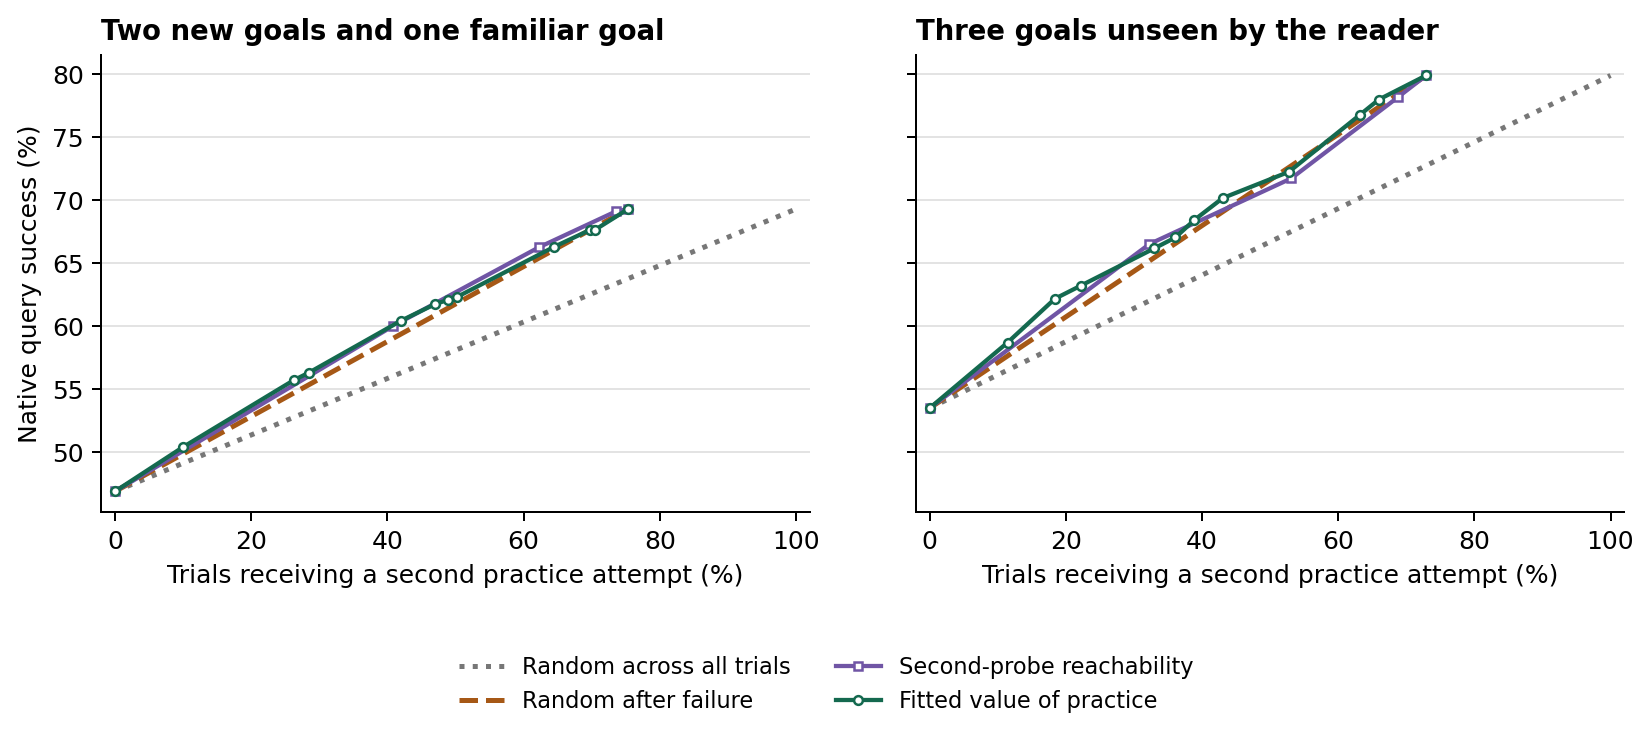 Two new goals and one familiar goal
Three goals unseen by the reader
Native query success (%)
80
75
70
65
60
55
50
0 20 40 60 80 100
0 20 40 60 80 100
Trials receiving a second practice attempt (%)
Trials receiving a second practice attempt (%)
Random across all trials
Random after failure
Second-probe reachability
Fitted value of practice